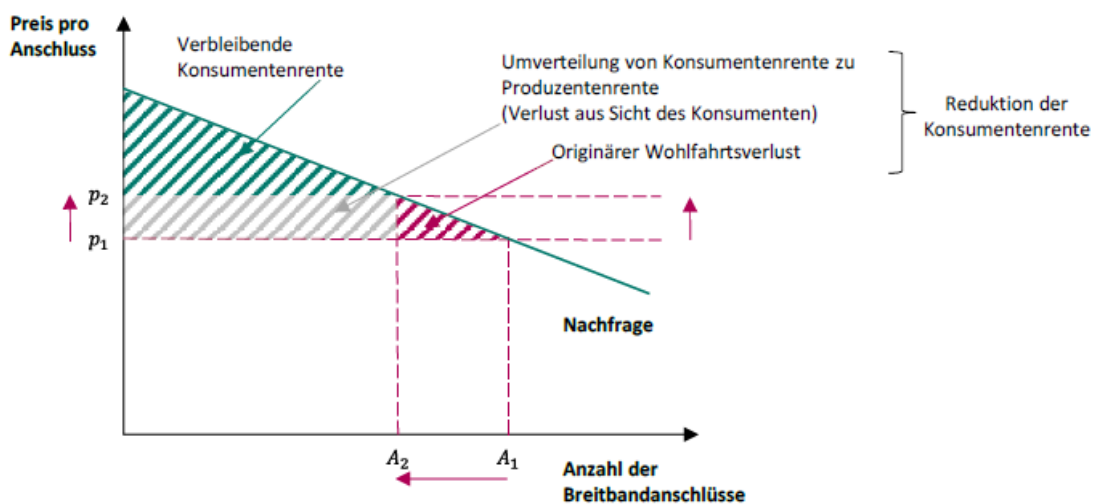 Preis pro
Anschluss
Verbleibende
Konsumentenrente
Umverteilung von Konsumentenrente zu
Produzentenrente
(Verlust aus Sicht des Konsumenten)
Originärer Wohlfahrtsverlust
Reduktion der
Konsumentenrente
p₂
p₁
Nachfrage
A₂
A₁
Anzahl der
Breitbandanschlüsse